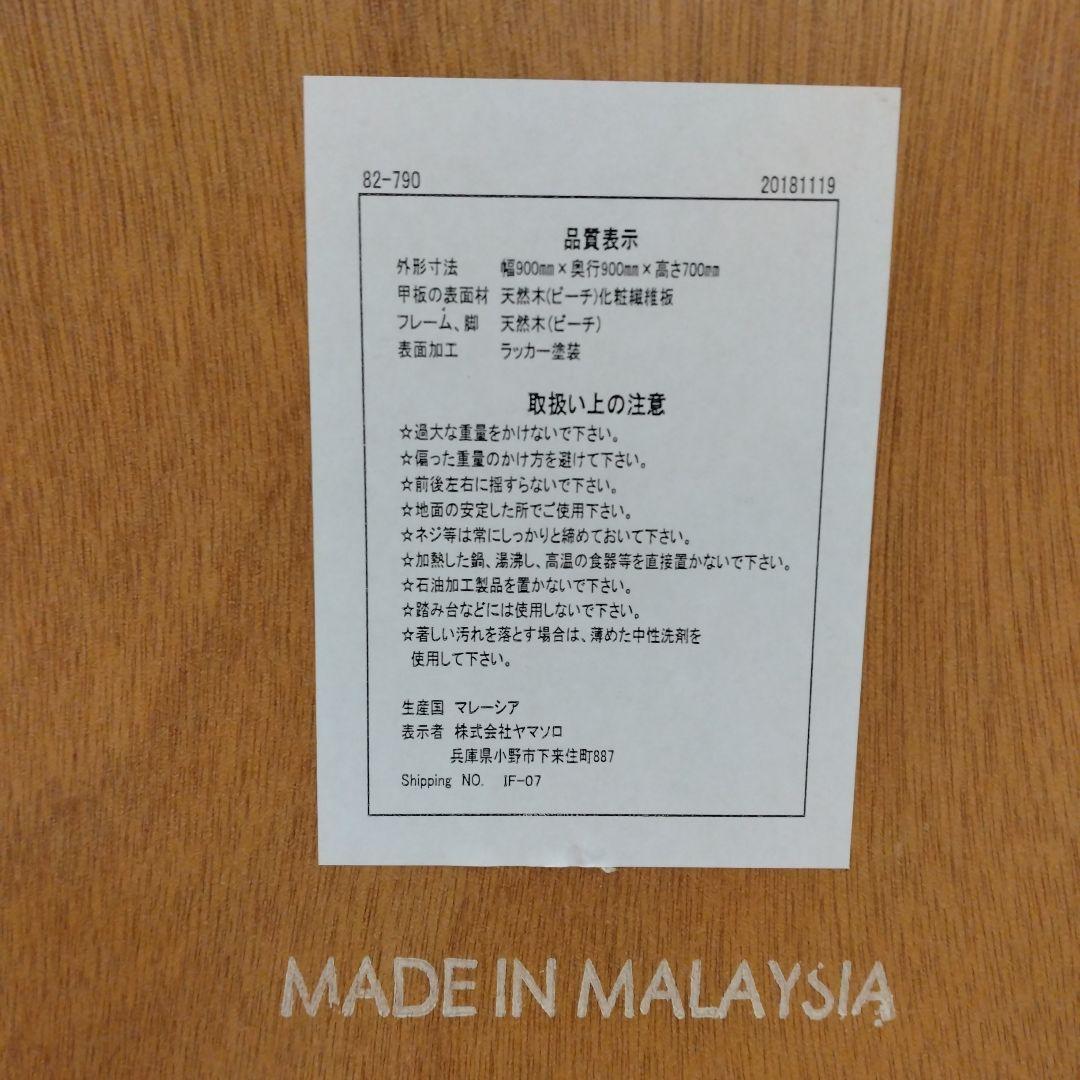 82-790 20181119
品質表示
外形寸法 幅900mm×奥行900mm×高さ700mm
甲板の表面材 天然木(ビーチ)化粧繊維板
フレーム、脚 天然木(ビーチ)
表面加工 ラッカー塗装
取扱い上の注意
☆過大な重量をかけないで下さい。
☆偏った重量のかけ方を避けて下さい。
☆前後左右に揺すらないで下さい。
☆地面の安定した所でご使用下さい。
☆ネジ等は常にしっかりと締めておいて下さい。
☆加熱した鍋、湯沸し、高温の食器等を直接置かないで下さい。
☆石油加工製品を置かないで下さい。
☆踏み台などには使用しないで下さい。
☆著しい汚れを落とす場合は、薄めた中性洗剤を
使用して下さい。
生産国 マレーシア
表示者 株式会社ヤマソロ
兵庫県小野市下来住町887
Shipping NO. IF-07
MADE IN MALAYSIA